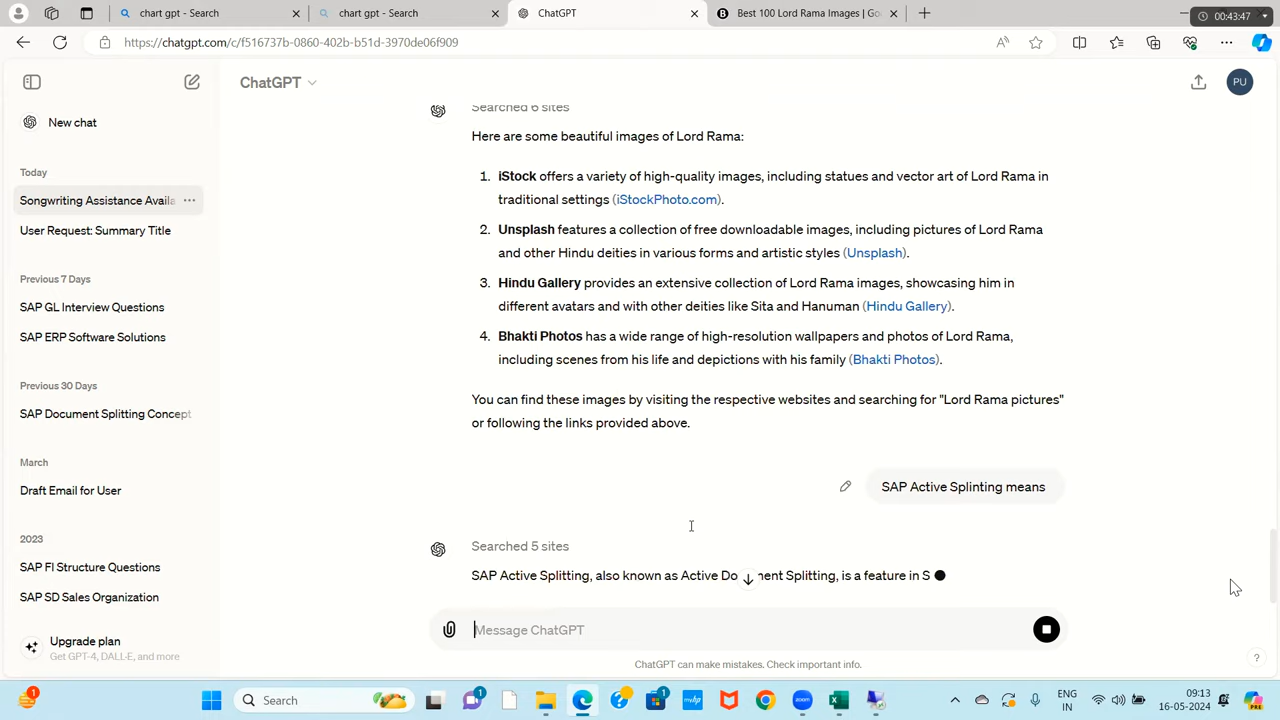 chart gpt - Search
chart gpt - Search
ChatGPT
Best 100 Lord Rama Images | Go
00:43:47
https://chatgpt.com/c/f516737b-0860-402b-b51d-3970de06f909
ChatGPT
PU
New chat
Today
Songwriting Assistance Availa
User Request: Summary Title
Previous 7 Days
SAP GL Interview Questions
SAP ERP Software Solutions
Previous 30 Days
SAP Document Splitting Concept
March
Draft Email for User
2023
SAP FI Structure Questions
SAP SD Sales Organization
Upgrade plan
Get GPT-4, DALL·E, and more
Searched 6 sites
Here are some beautiful images of Lord Rama:
1. iStock offers a variety of high-quality images, including statues and vector art of Lord Rama in
traditional settings (iStockPhoto.com).
2. Unsplash features a collection of free downloadable images, including pictures of Lord Rama
and other Hindu deities in various forms and artistic styles (Unsplash).
3. Hindu Gallery provides an extensive collection of Lord Rama images, showcasing him in
different avatars and with other deities like Sita and Hanuman (Hindu Gallery).
4. Bhakti Photos has a wide range of high-resolution wallpapers and photos of Lord Rama,
including scenes from his life and depictions with his family (Bhakti Photos).
You can find these images by visiting the respective websites and searching for "Lord Rama pictures"
or following the links provided above.
SAP Active Splinting means
Searched 5 sites
SAP Active Splitting, also known as Active Do ment Splitting, is a feature in S
Message ChatGPT
ChatGPT can make mistakes. Check important info.
?
1
Search
1
1
myhp
zoom
ENG
IN
09:13
16-05-2024
PRE